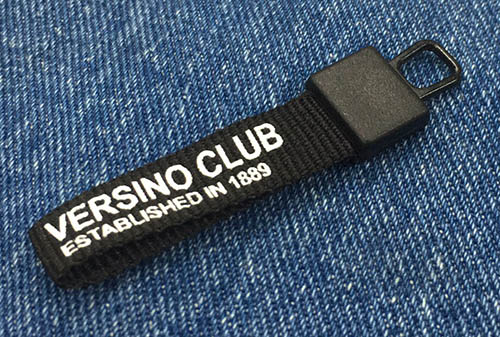 VERSINO CLUB
ESTABLISHED IN 1889